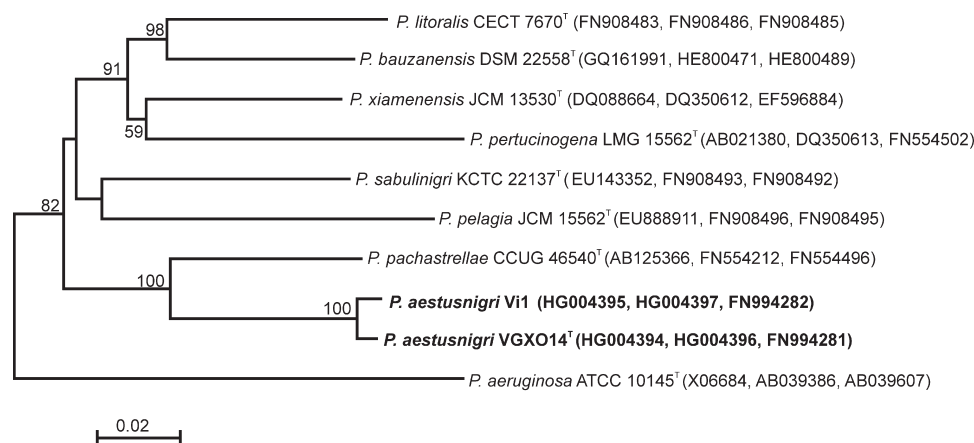 P. litoralis CECT 7670T (FN908483, FN908486, FN908485)
98
P. bauzanensis DSM 22558T (GQ161991, HE800471, HE800489)
91
P. xiamenensis JCM 13530T (DQ088664, DQ350612, EF596884)
59
P. pertucinogena LMG 15562T (AB021380, DQ350613, FN554502)
P. sabulinigri KCTC 22137T (EU143352, FN908493, FN908492)
82
P. pelagia JCM 15562T (EU888911, FN908496, FN908495)
P. pachastrellae CCUG 46540T (AB125366, FN554212, FN554496)
100
P. aestusnigri Vi1 (HG004395, HG004397, FN994282)
100
P. aestusnigri VGXO14T (HG004394, HG004396, FN994281)
P. aeruginosa ATCC 10145T (X06684, AB039386, AB039607)
0.02